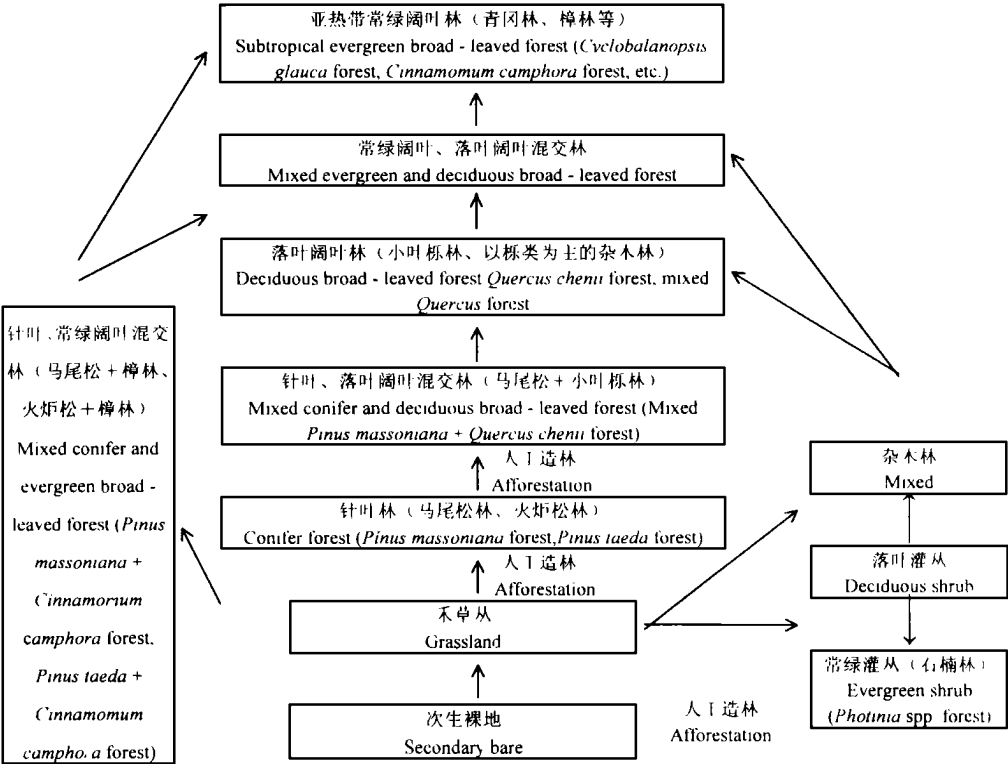 亚热带常绿阔叶林（青冈林、樟林等）
Subtropical evergreen broad - leaved forest (Cyclobalanopsis
glauca forest, Cinnamomum camphora forest, etc.)
常绿阔叶、落叶阔叶混交林
Mixed evergreen and deciduous broad - leaved forest
落叶阔叶林（小叶栎林、以栎类为主的杂木林）
Deciduous broad - leaved forest Quercus chenii forest, mixed
Quercus forest
针叶、落叶阔叶混交林（马尾松＋小叶栎林）
Mixed conifer and deciduous broad - leaved forest (Mixed
Pinus massoniana + Quercus chenii forest)
人工造林
Afforestation
针叶林（马尾松林、火炉松林）
Conifer forest (Pinus massoniana forest,Pinus taeda forest)
人工造林
Afforestation
禾草丛
Grassland
次生裸地
Secondary bare
针叶、常绿阔叶混交
林（马尾松＋樟林、
火炉松＋樟林）
Mixed conifer and
evergreen broad -
leaved forest (Pinus
massoniana +
Cinnamorium
camphora forest,
Pinus taeda +
Cinnamomum
campho. a forest)
杂木林
Mixed
落叶灌丛
Deciduous shrub
常绿灌丛（石楠林）
Evergreen shrub
(Photinia spp forest)
人工造林
Afforestation